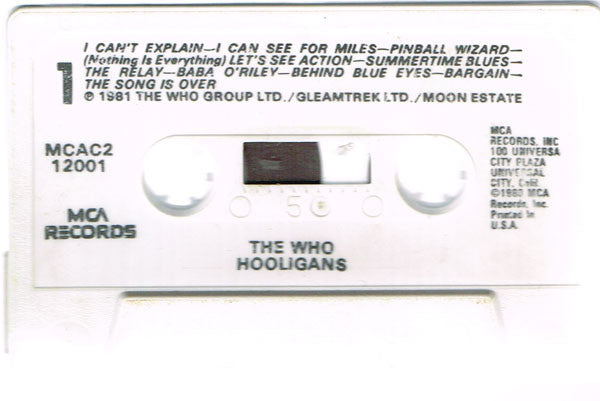 1
I CAN'T EXPLAIN—I CAN SEE FOR MILES—PINBALL WIZARD—
(Nothing Is Everything) LET'S SEE ACTION—SUMMERTIME BLUES—
THE RELAY—BABA O'RILEY—BEHIND BLUE EYES—BARGAIN—
THE SONG IS OVER
℗ 1981 THE WHO GROUP LTD./GLEAMTREK LTD./MOON ESTATE
MCAC2
12001
MCA
RECORDS
MCA
RECORDS, INC
100 UNIVERSA
CITY PLAZA
UNIVERSAL
CITY, Calif.
©1980 MCA
Records, Inc.
Printed in
U.S.A.
50
THE WHO
HOOLIGANS